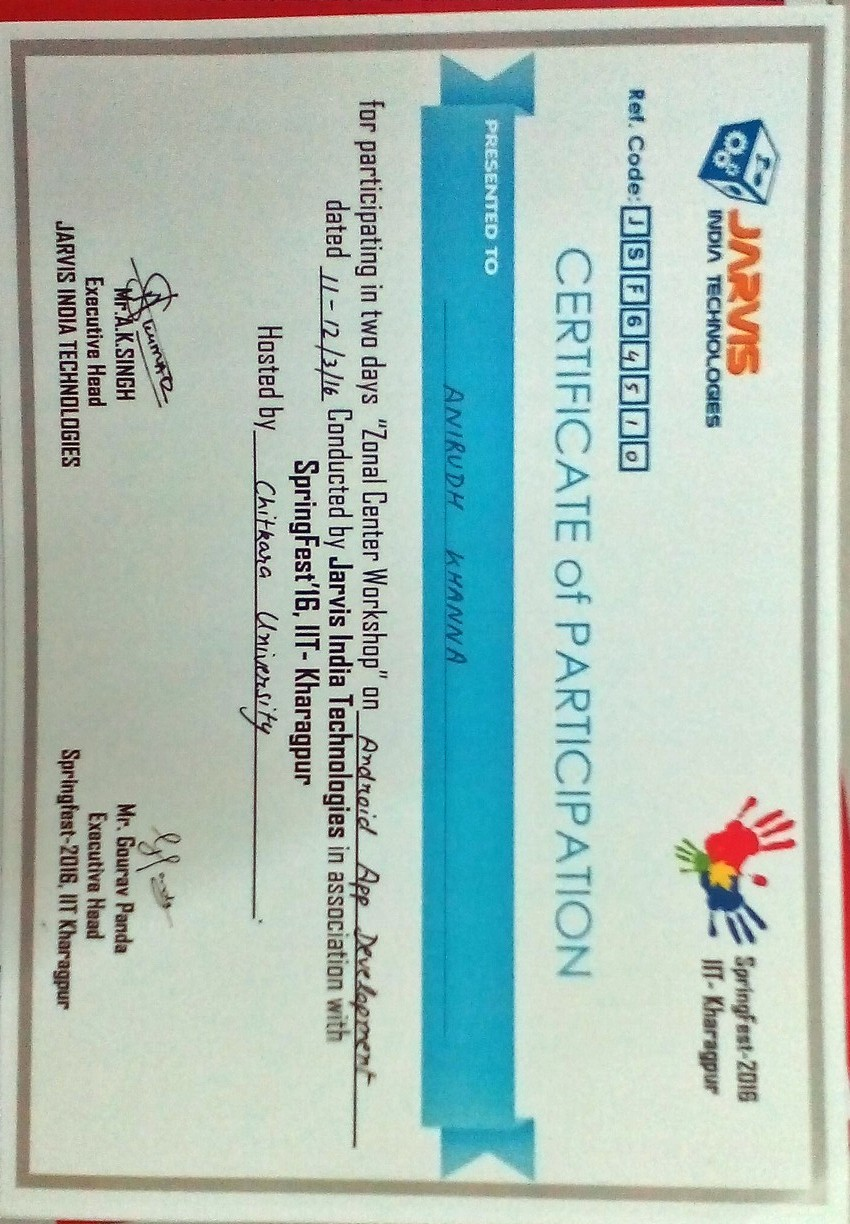 JARVIS
INDIA TECHNOLOGIES
Springfest-2016
IIT- Kharagpur
Ref. Code: J S F 6 4 5 1 0
CERTIFICATE of PARTICIPATION
PRESENTED TO
ANIRUDH KHANNA
for participating in two days "Zonal Center Workshop" on Android App Development
dated 11-12/3/16 Conducted by Jarvis India Technologies in association with
SpringFest'16, IIT- Kharagpur
Hosted by Chitkara University.
Mr.A.K.SINGH
Executive Head
JARVIS INDIA TECHNOLOGIES
Mr. Gourav Panda
Executive Head
Springfest-2016, IIT Kharagpur